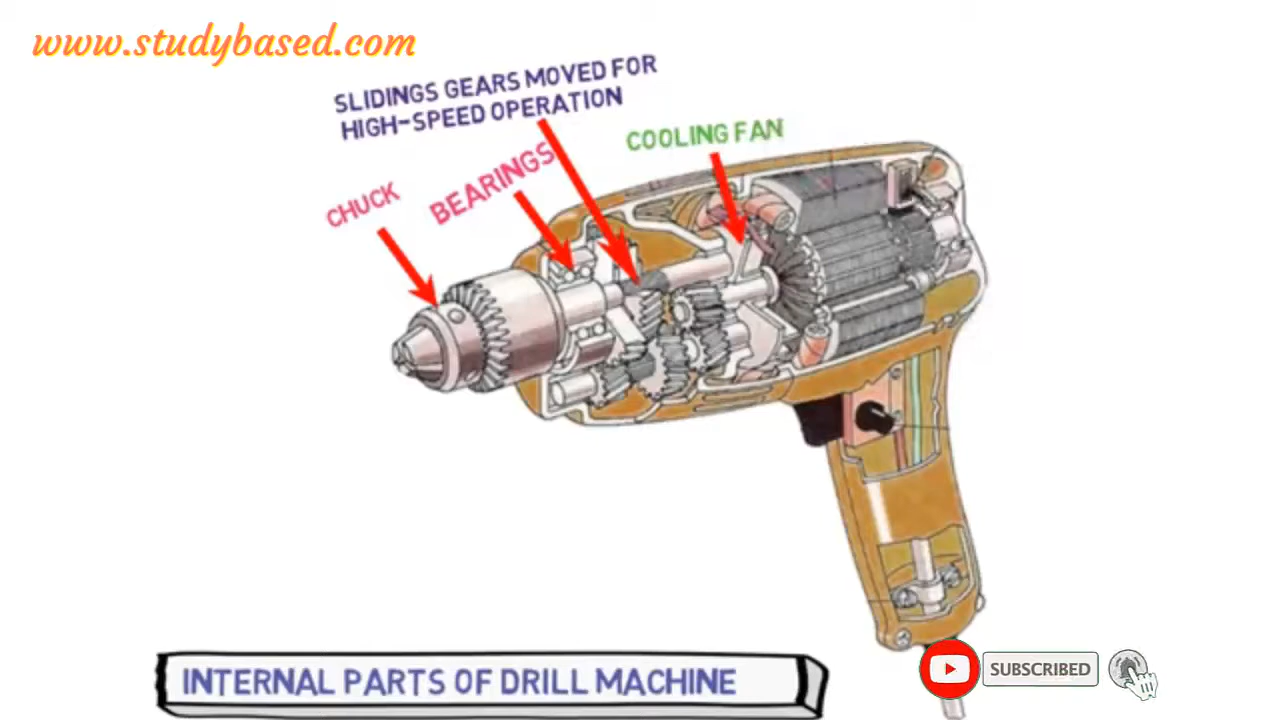 www.studybased.com
SLIDINGS GEARS MOVED FOR
HIGH-SPEED OPERATION
COOLING FAN
BEARINGS
CHUCK
INTERNAL PARTS OF DRILL MACHINE
SUBSCRIBED